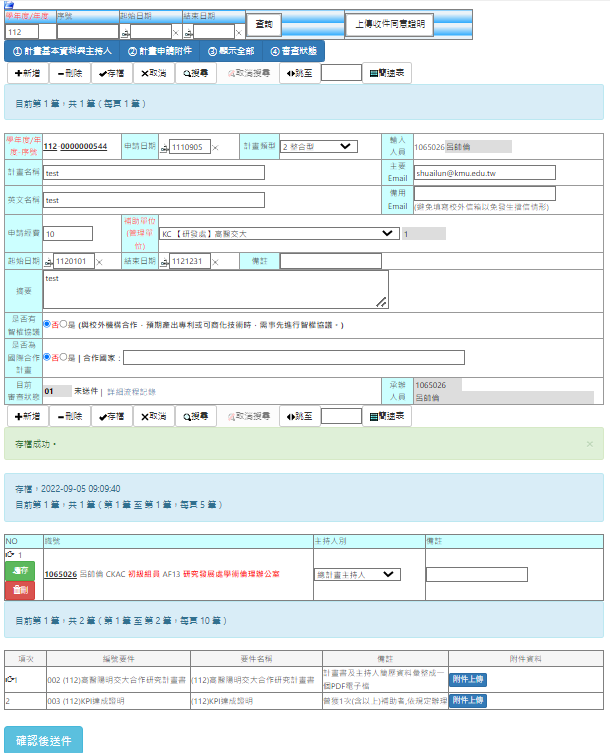 學年度/年度 序號 起始日期 結束日期
112 查詢 上傳收件同意證明
① 計畫基本資料與主持人 ② 計畫申請附件 ③ 顯示全部 ④ 審查狀態
新增 刪除 存檔 取消 搜尋 取消搜尋 跳至 簡速表
目前第 1 筆，共 1 筆 ( 每頁 1 筆 )
學年度/年度-序號 112-0000000544 申請日期 1110905 計畫類型 2 整合型 輸入人員 1065026 呂帥倫
計畫名稱 test 主要Email shuailun@kmu.edu.tw
英文名稱 test 備用Email (避免填寫校外信箱以免發生擋信情形)
申請經費 10 補助單位(管理單位) KC 【研發處】高醫交大 1
起始日期 1120101 結束日期 1121231 備註
摘要 test
是否有智權協議 否 是 (與校外機構合作，預期產出專利或可商化技術時，需事先進行智權協議。)
是否為國際合作計畫 否 是 | 合作國家：
目前審查狀態 01 未送件 | 詳細流程記錄 承辦人員 1065026 呂帥倫
新增 刪除 存檔 取消 搜尋 取消搜尋 跳至 簡速表
存檔成功。 ×
存檔，2022-09-05 09:09:40
目前第 1 筆，共 1 筆 ( 第 1 筆 至 第 1 筆，每頁 5 筆 )
NO 職號 主持人別 備註
1
存
刪
1065026 呂帥倫 CKAC 初級組員 AF13 研究發展處學術倫理辦公室 總計畫主持人
目前第 1 筆，共 2 筆 ( 第 1 筆 至 第 2 筆，每頁 10 筆 )
項次 編號要件 要件名稱 備註 附件資料
1 002 (112)高醫陽明交大合作研究計畫書 (112)高醫陽明交大合作研究計畫書 計畫書及主持人簡歷資料彙整成一個PDF電子檔 附件上傳
2 003 (112)KPI達成證明 (112)KPI達成證明 曾獲1次(含以上)補助者,依規定辦理 附件上傳
確認後送件